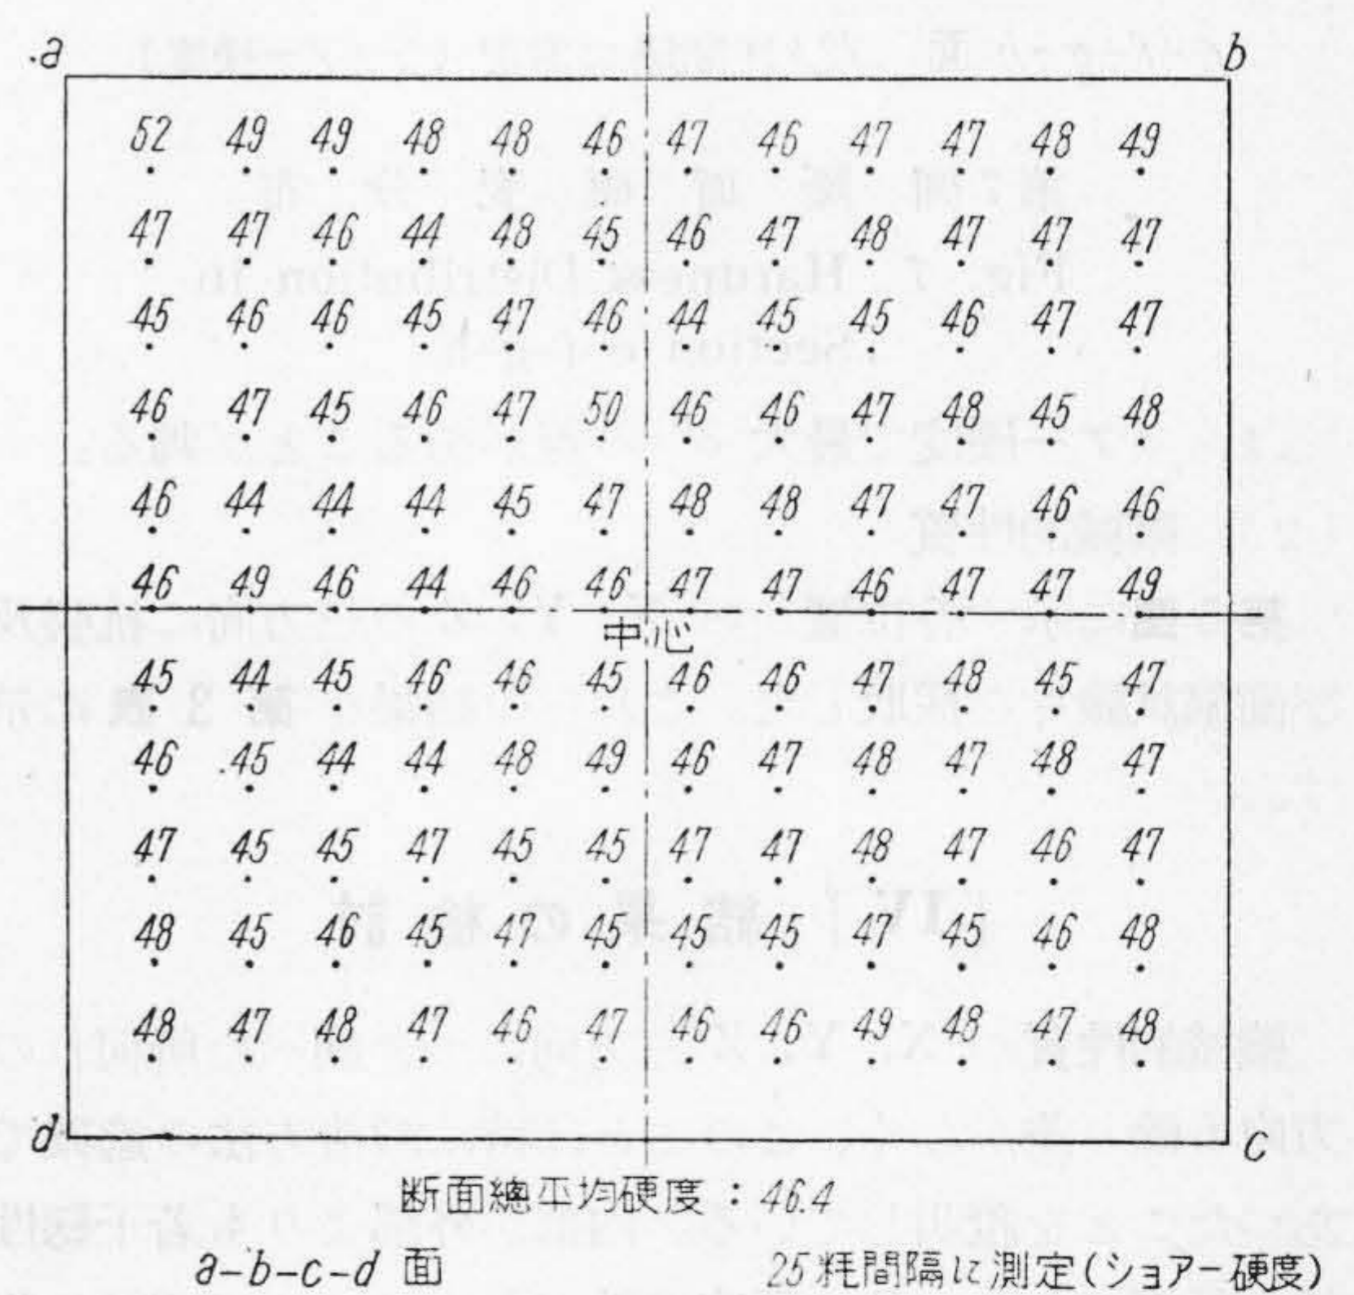 a b
52 49 49 48 48 46 47 46 47 47 48 49
47 47 46 44 48 45 46 47 48 47 47 47
45 46 46 45 47 46 44 45 45 46 47 47
46 47 45 46 47 50 46 46 47 48 45 48
46 44 44 44 45 47 48 48 47 47 46 46
46 49 46 44 46 46 47 47 46 47 47 49
中心
45 44 45 46 46 45 46 46 47 48 45 47
46 45 44 44 48 49 46 47 48 47 48 47
47 45 45 47 45 45 47 47 48 47 46 47
48 45 46 45 47 45 45 45 47 45 46 48
48 47 48 47 46 47 46 46 49 48 47 48
d c
断面總平均硬度：46.4
a-b-c-d 面 25粍間隔に測定(ショアー硬度)